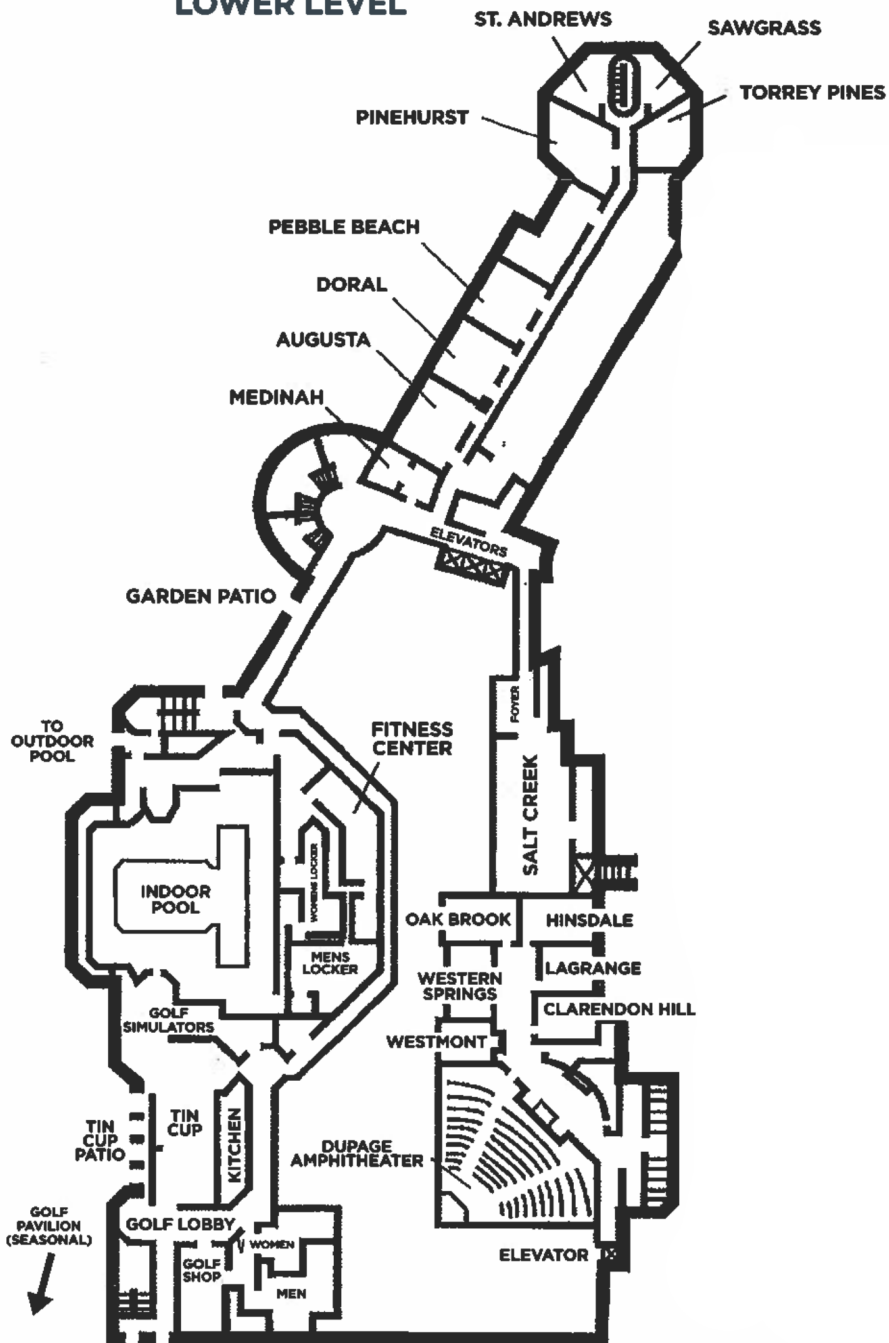 LOWER LEVEL
ST. ANDREWS
SAWGRASS
TORREY PINES
PINEHURST
PEBBLE BEACH
DORAL
AUGUSTA
MEDINAH
ELEVATORS
GARDEN PATIO
FOYER
TO
OUTDOOR
POOL
FITNESS
CENTER
SALT CREEK
WOMENS LOCKER
INDOOR
POOL
OAK BROOK
HINSDALE
MENS
LOCKER
LAGRANGE
WESTERN
SPRINGS
CLARENDON HILL
GOLF
SIMULATORS
WESTMONT
TIN
CUP
PATIO
TIN
CUP
KITCHEN
DUPAGE
AMPHITHEATER
GOLF
PAVILION
(SEASONAL)
GOLF LOBBY
WOMEN
ELEVATOR
GOLF
SHOP
MEN